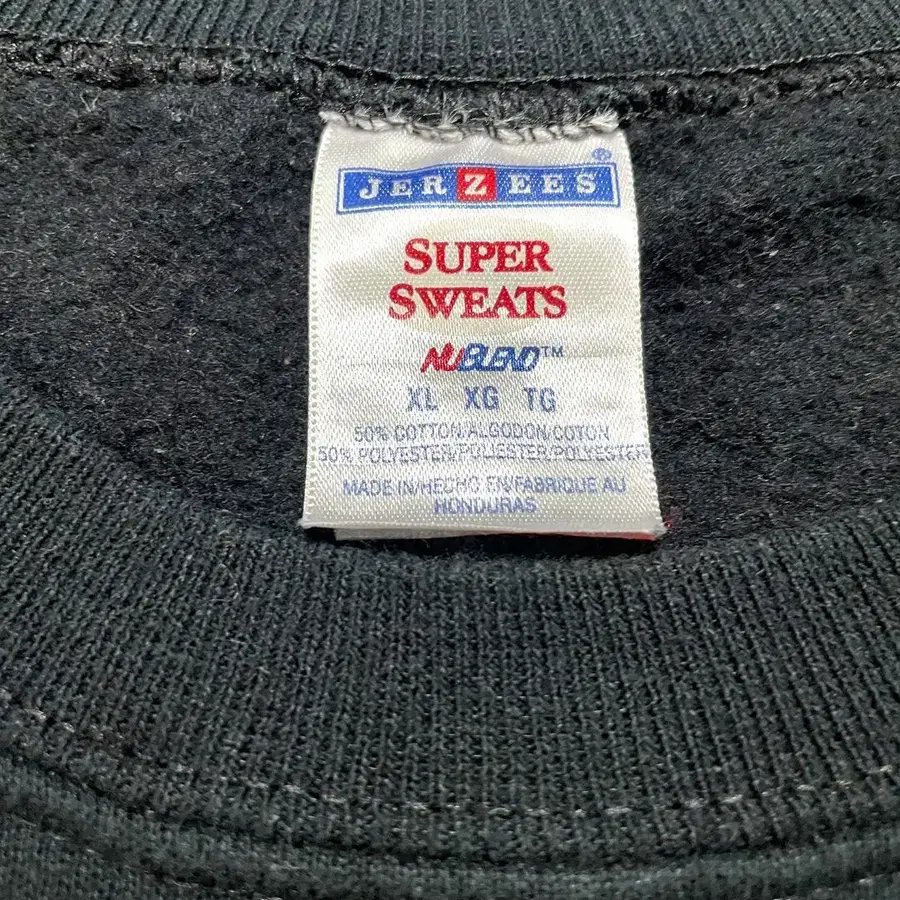 JERZEES®
SUPER
SWEATS
NUBLEND™
XL XG TG
50% COTTON/ALGODON/COTON
50% POLYESTER/POLIESTER/POLYESTER
MADE IN/HECHO EN/FABRIQUE AU
HONDURAS